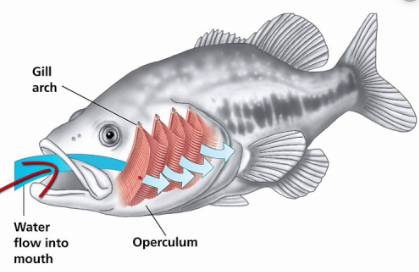 Gill
arch
Water
flow into
mouth
Operculum